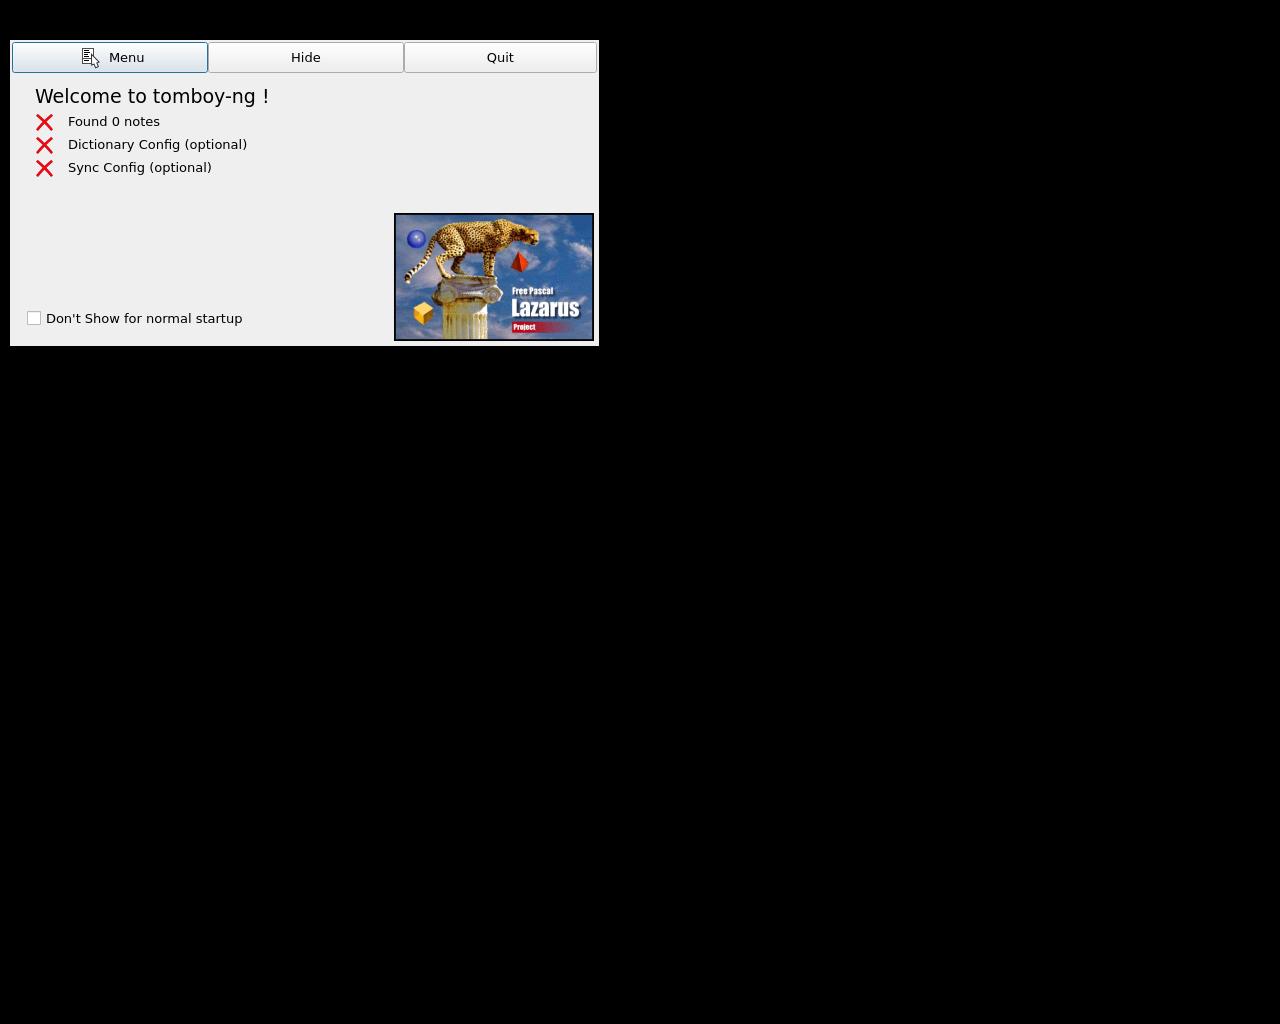 Menu Hide Quit
Welcome to tomboy-ng !
Found 0 notes
Dictionary Config (optional)
Sync Config (optional)
Free Pascal
Lazarus
Project
Don't Show for normal startup